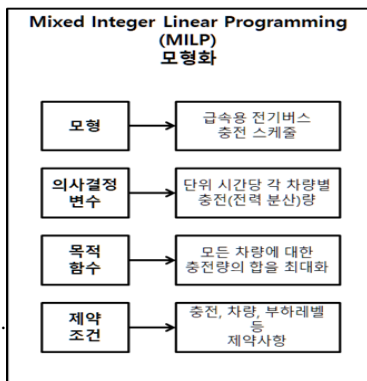 Mixed Integer Linear Programming
(MILP)
모형화
모형
급속용 전기버스
충전 스케줄
의사결정
변수
단위 시간당 각 차량별
충전(전력 분산)량
목적
함수
모든 차량에 대한
충전량의 합을 최대화
제약
조건
충전, 차량, 부하레벨
등
제약사항